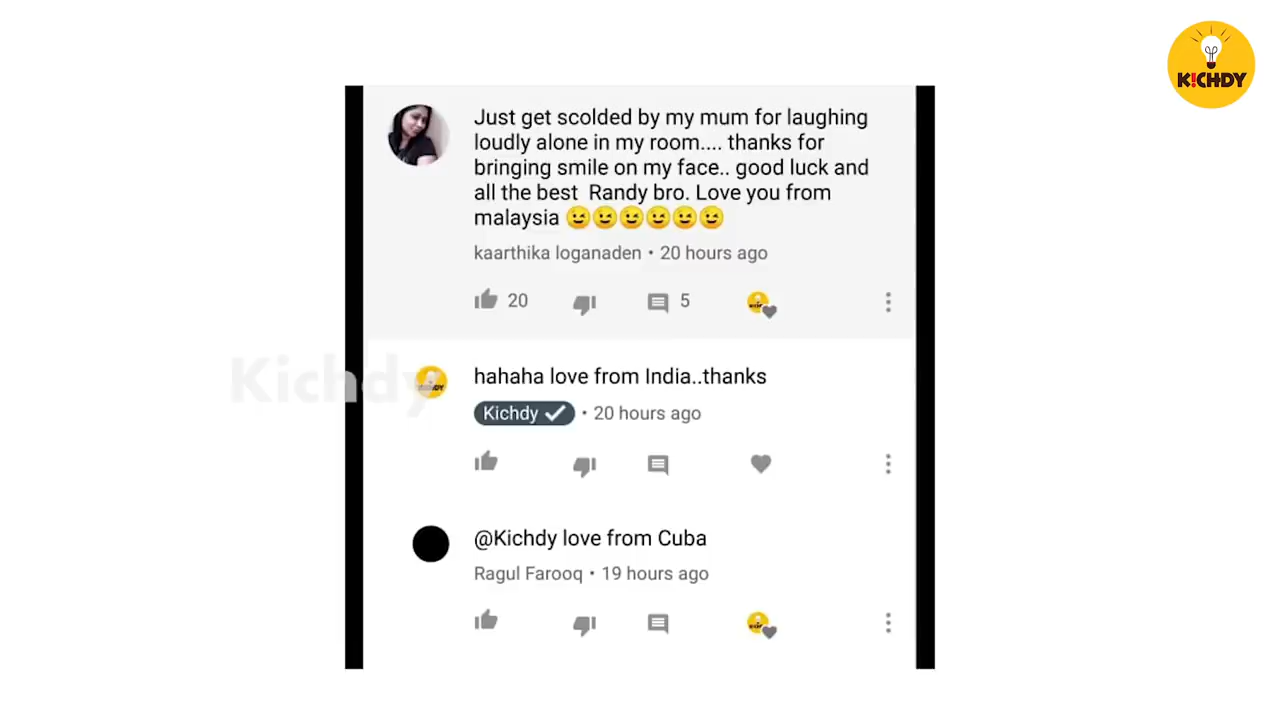 K!CHDY
Just get scolded by my mum for laughing
loudly alone in my room.... thanks for
bringing smile on my face.. good luck and
all the best  Randy bro. Love you from
malaysia 😉😉😉😉😉😉
kaarthika loganaden • 20 hours ago
20 5
Kichdy
hahaha love from India..thanks
Kichdy ✓ • 20 hours ago
@Kichdy love from Cuba
Ragul Farooq • 19 hours ago